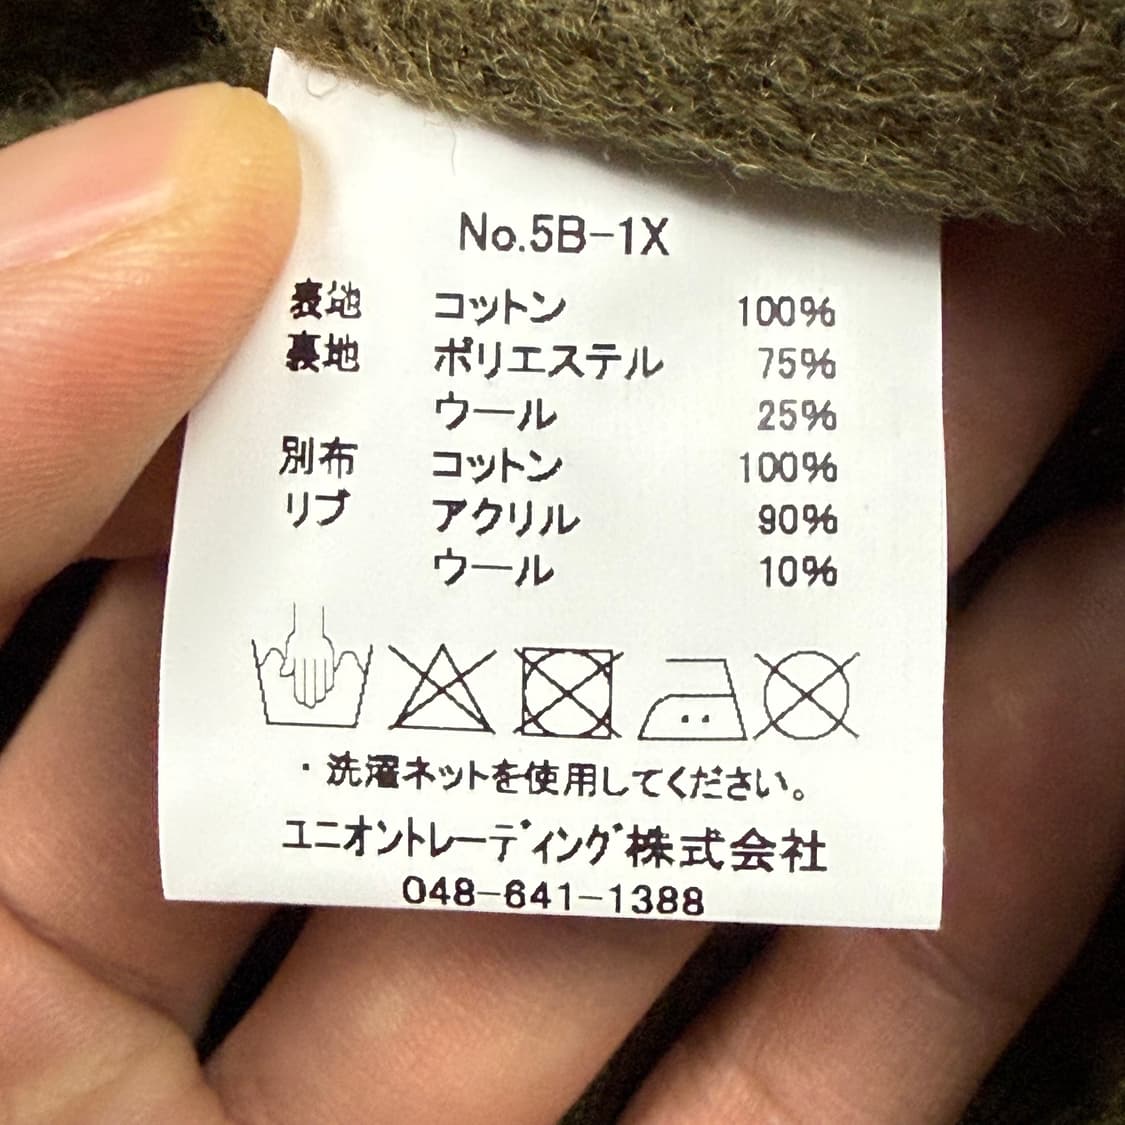 No.5B-1X
表地 コットン 100%
裏地 ポリエステル 75%
ウール 25%
別布 コットン 100%
リブ アクリル 90%
ウール 10%
・洗濯ネットを使用してください。
ユニオントレーディング株式会社
048-641-1388